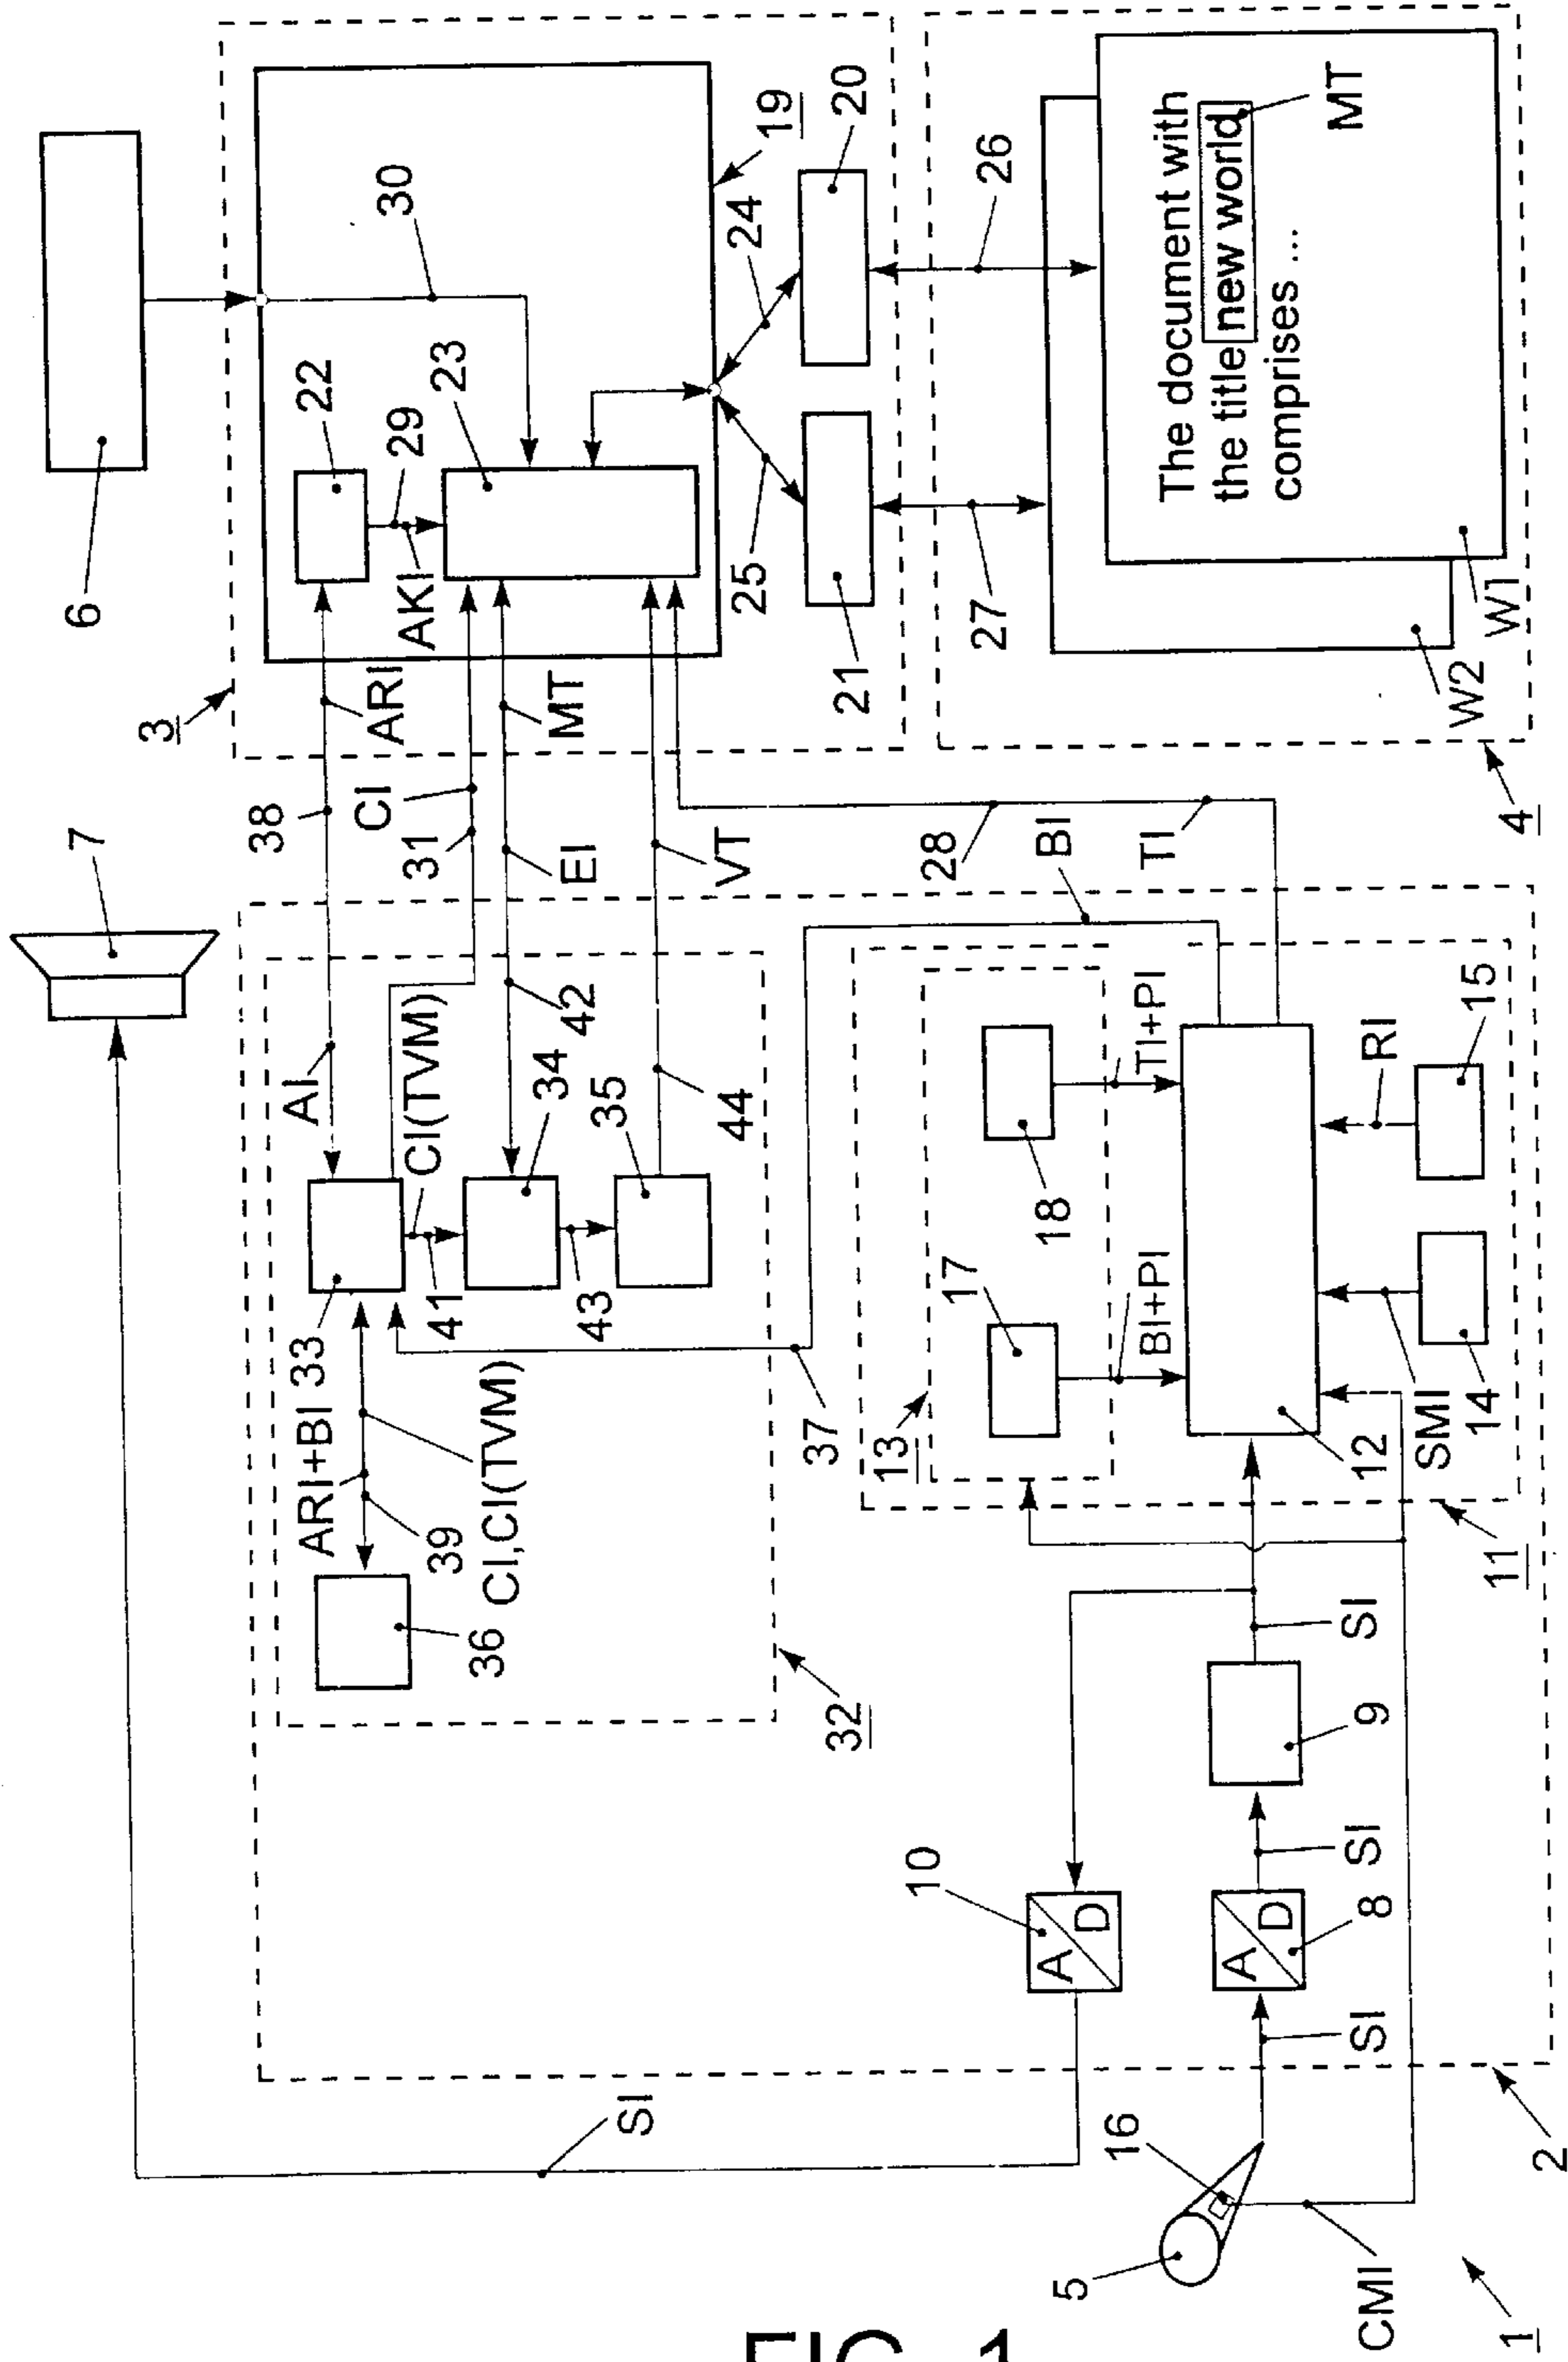 6
7
3
38
ARI
22
29
AKI
30
23
19
CI
31
EI
MT
VT
25
24
21
20
27
26
The document with
the title new world
comprises ...
MT
W1
W2
4
28
BI
TI
AI
CI(TVM)
33
41
42
34
43
35
44
ARI+BI
39
CI,CI(TVM)
36
32
37
13
17
18
BI+PI
TI+PI
12
RI
15
SMI
14
11
SI
9
SI
10
A
D
A
D
8
SI
SI
2
16
5
CMI
1
FIG. 1